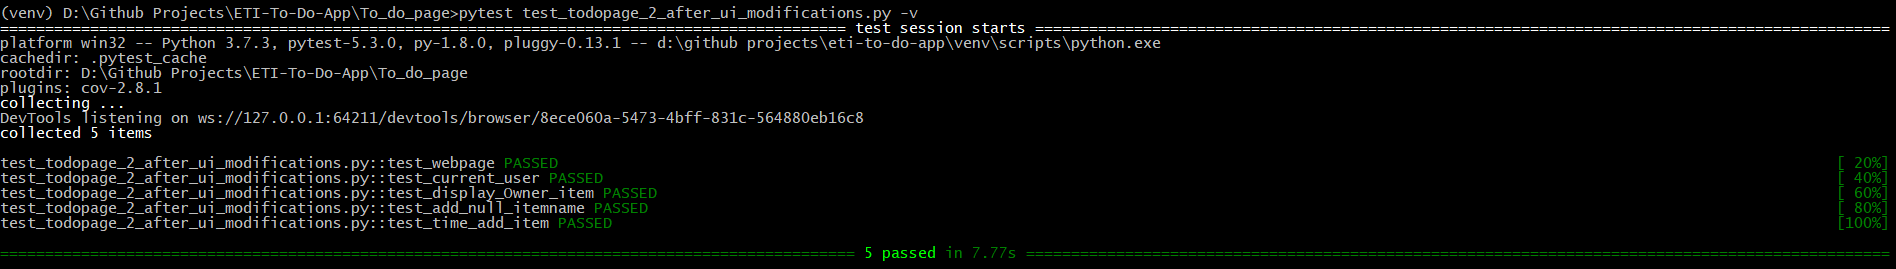 (venv) D:\Github Projects\ETI-To-Do-App\To_do_page>pytest test_todopage_2_after_ui_modifications.py -v
============================================================================================== test session starts ===============================================================================================
platform win32 -- Python 3.7.3, pytest-5.3.0, py-1.8.0, pluggy-0.13.1 -- d:\github projects\eti-to-do-app\venv\scripts\python.exe
cachedir: .pytest_cache
rootdir: D:\Github Projects\ETI-To-Do-App\To_do_page
plugins: cov-2.8.1
collecting ...
DevTools listening on ws://127.0.0.1:64211/devtools/browser/8ece060a-5473-4bff-831c-564880eb16c8
collected 5 items
test_todopage_2_after_ui_modifications.py::test_webpage PASSED [ 20%]
test_todopage_2_after_ui_modifications.py::test_current_user PASSED [ 40%]
test_todopage_2_after_ui_modifications.py::test_display_Owner_item PASSED [ 60%]
test_todopage_2_after_ui_modifications.py::test_add_null_itemname PASSED [ 80%]
test_todopage_2_after_ui_modifications.py::test_time_add_item PASSED [100%]
=============================================================================================== 5 passed in 7.77s ================================================================================================